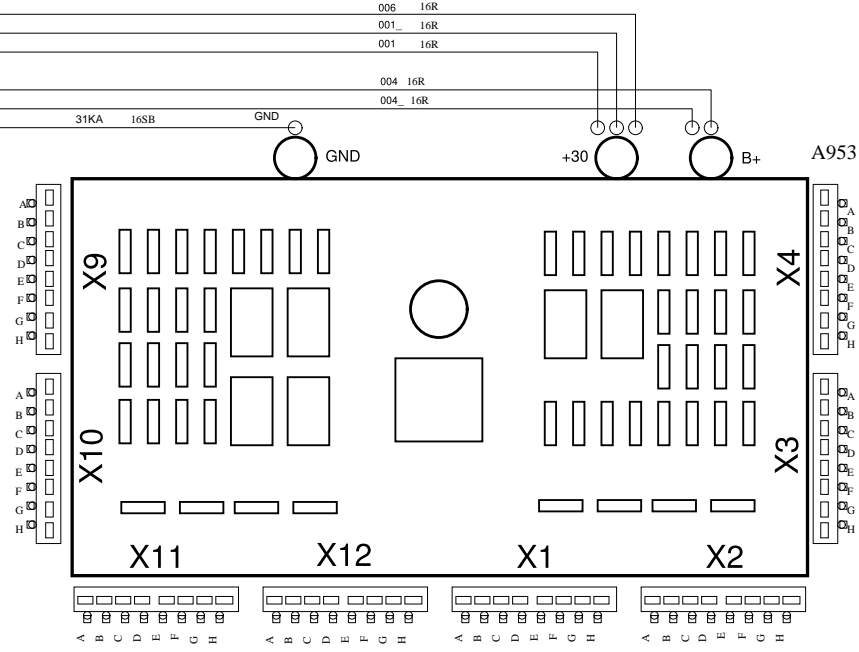 006 16R
001_ 16R
001 16R
004 16R
004_ 16R
31KA 16SB GND
GND
+30
B+
A953
A
B
C
D
E
F
G
H
X9
X4
A
B
C
D
E
F
G
H
A
B
C
D
E
F
G
H
X10
X3
A
B
C
D
E
F
G
H
X11 X12 X1 X2
A B C D E F G H
A B C D E F G H
A B C D E F G H
A B C D E F G H